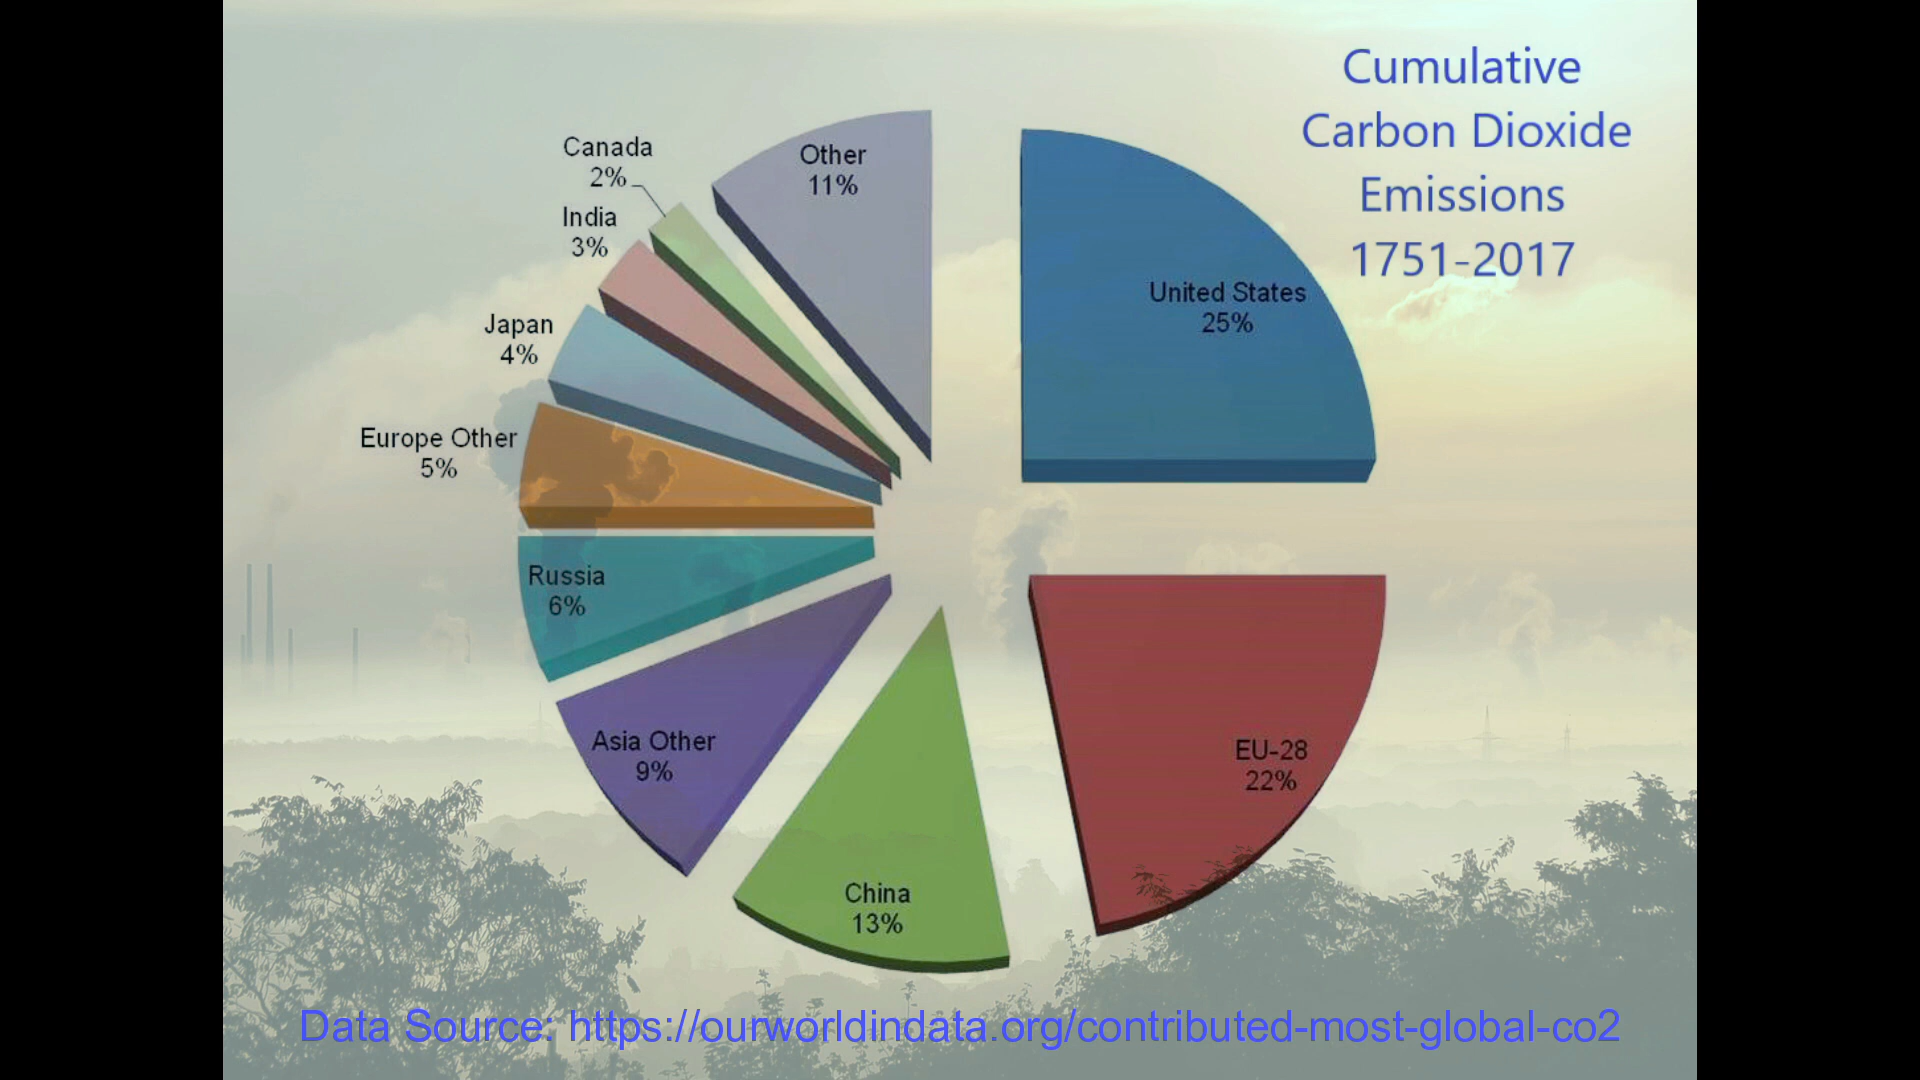 Cumulative
Carbon Dioxide
Emissions
1751-2017
Other
11%
United States
25%
EU-28
22%
China
13%
Asia Other
9%
Russia
6%
Europe Other
5%
Japan
4%
India
3%
Canada
2%
Data Source: https://ourworldindata.org/contributed-most-global-co2